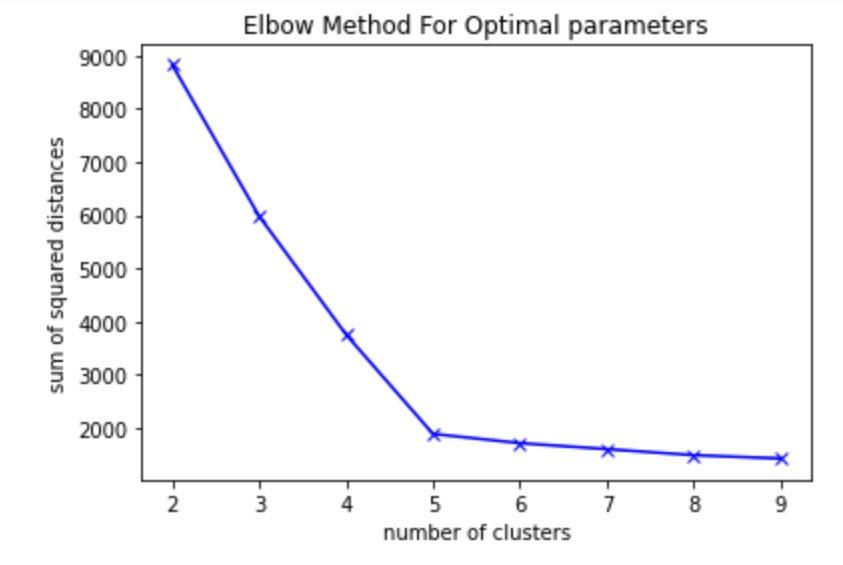 Elbow Method For Optimal parameters
9000
8000
7000
6000
5000
4000
3000
2000
sum of squared distances
2 3 4 5 6 7 8 9
number of clusters